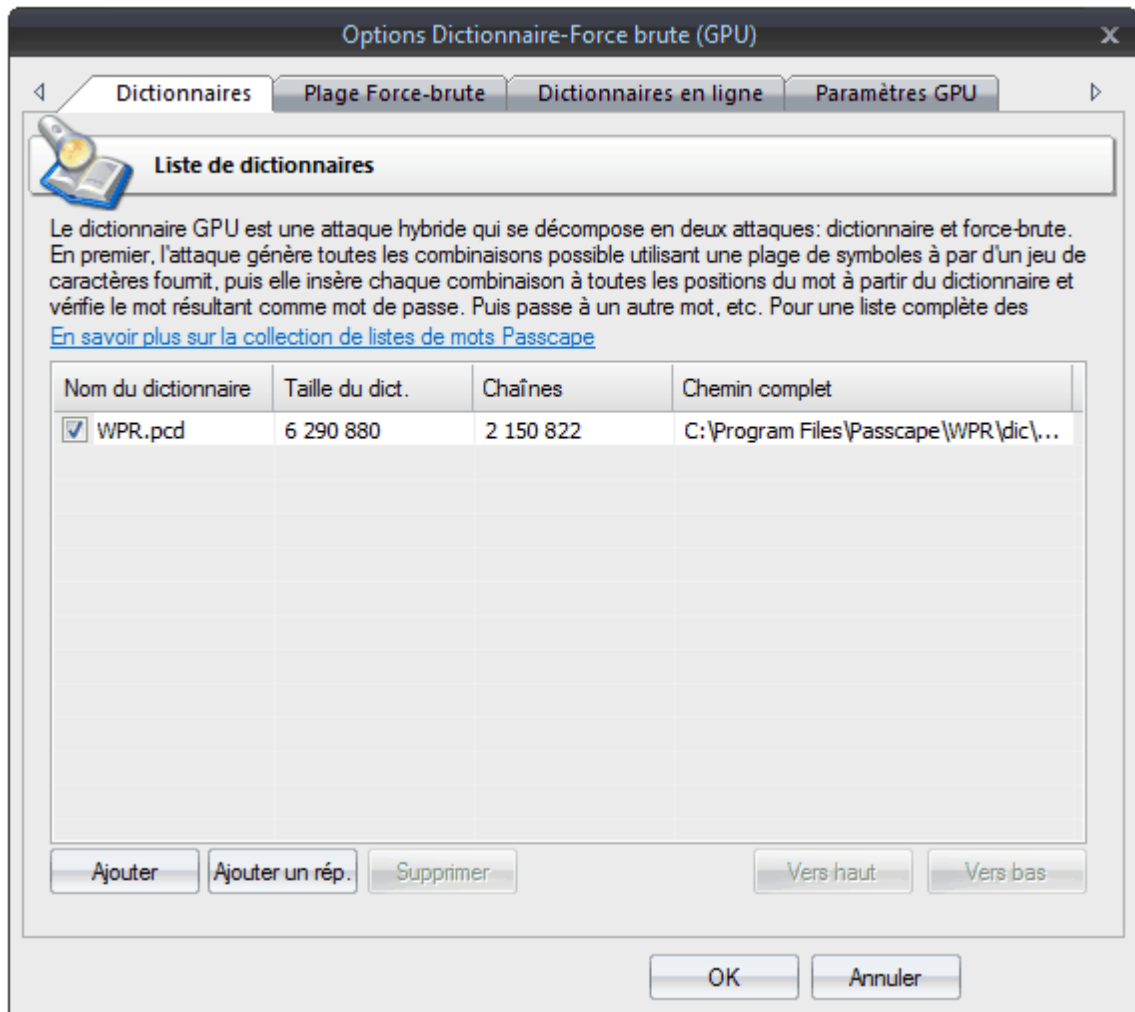 Options Dictionnaire-Force brute (GPU)
Dictionnaires
Plage Force-brute
Dictionnaires en ligne
Paramètres GPU
Liste de dictionnaires
Le dictionnaire GPU est une attaque hybride qui se décompose en deux attaques: dictionnaire et force-brute.
En premier, l'attaque génère toutes les combinaisons possible utilisant une plage de symboles à par d'un jeu de
caractères fournit, puis elle insère chaque combinaison à toutes les positions du mot à partir du dictionnaire et
vérifie le mot résultant comme mot de passe. Puis passe à un autre mot, etc. Pour une liste complète des
En savoir plus sur la collection de listes de mots Passcape
Nom du dictionnaire Taille du dict. Chaînes Chemin complet
WPR.pcd 6 290 880 2 150 822 C:\Program Files\Passcape\WPR\dic\...
Ajouter Ajouter un rép. Supprimer Vers haut Vers bas
OK Annuler